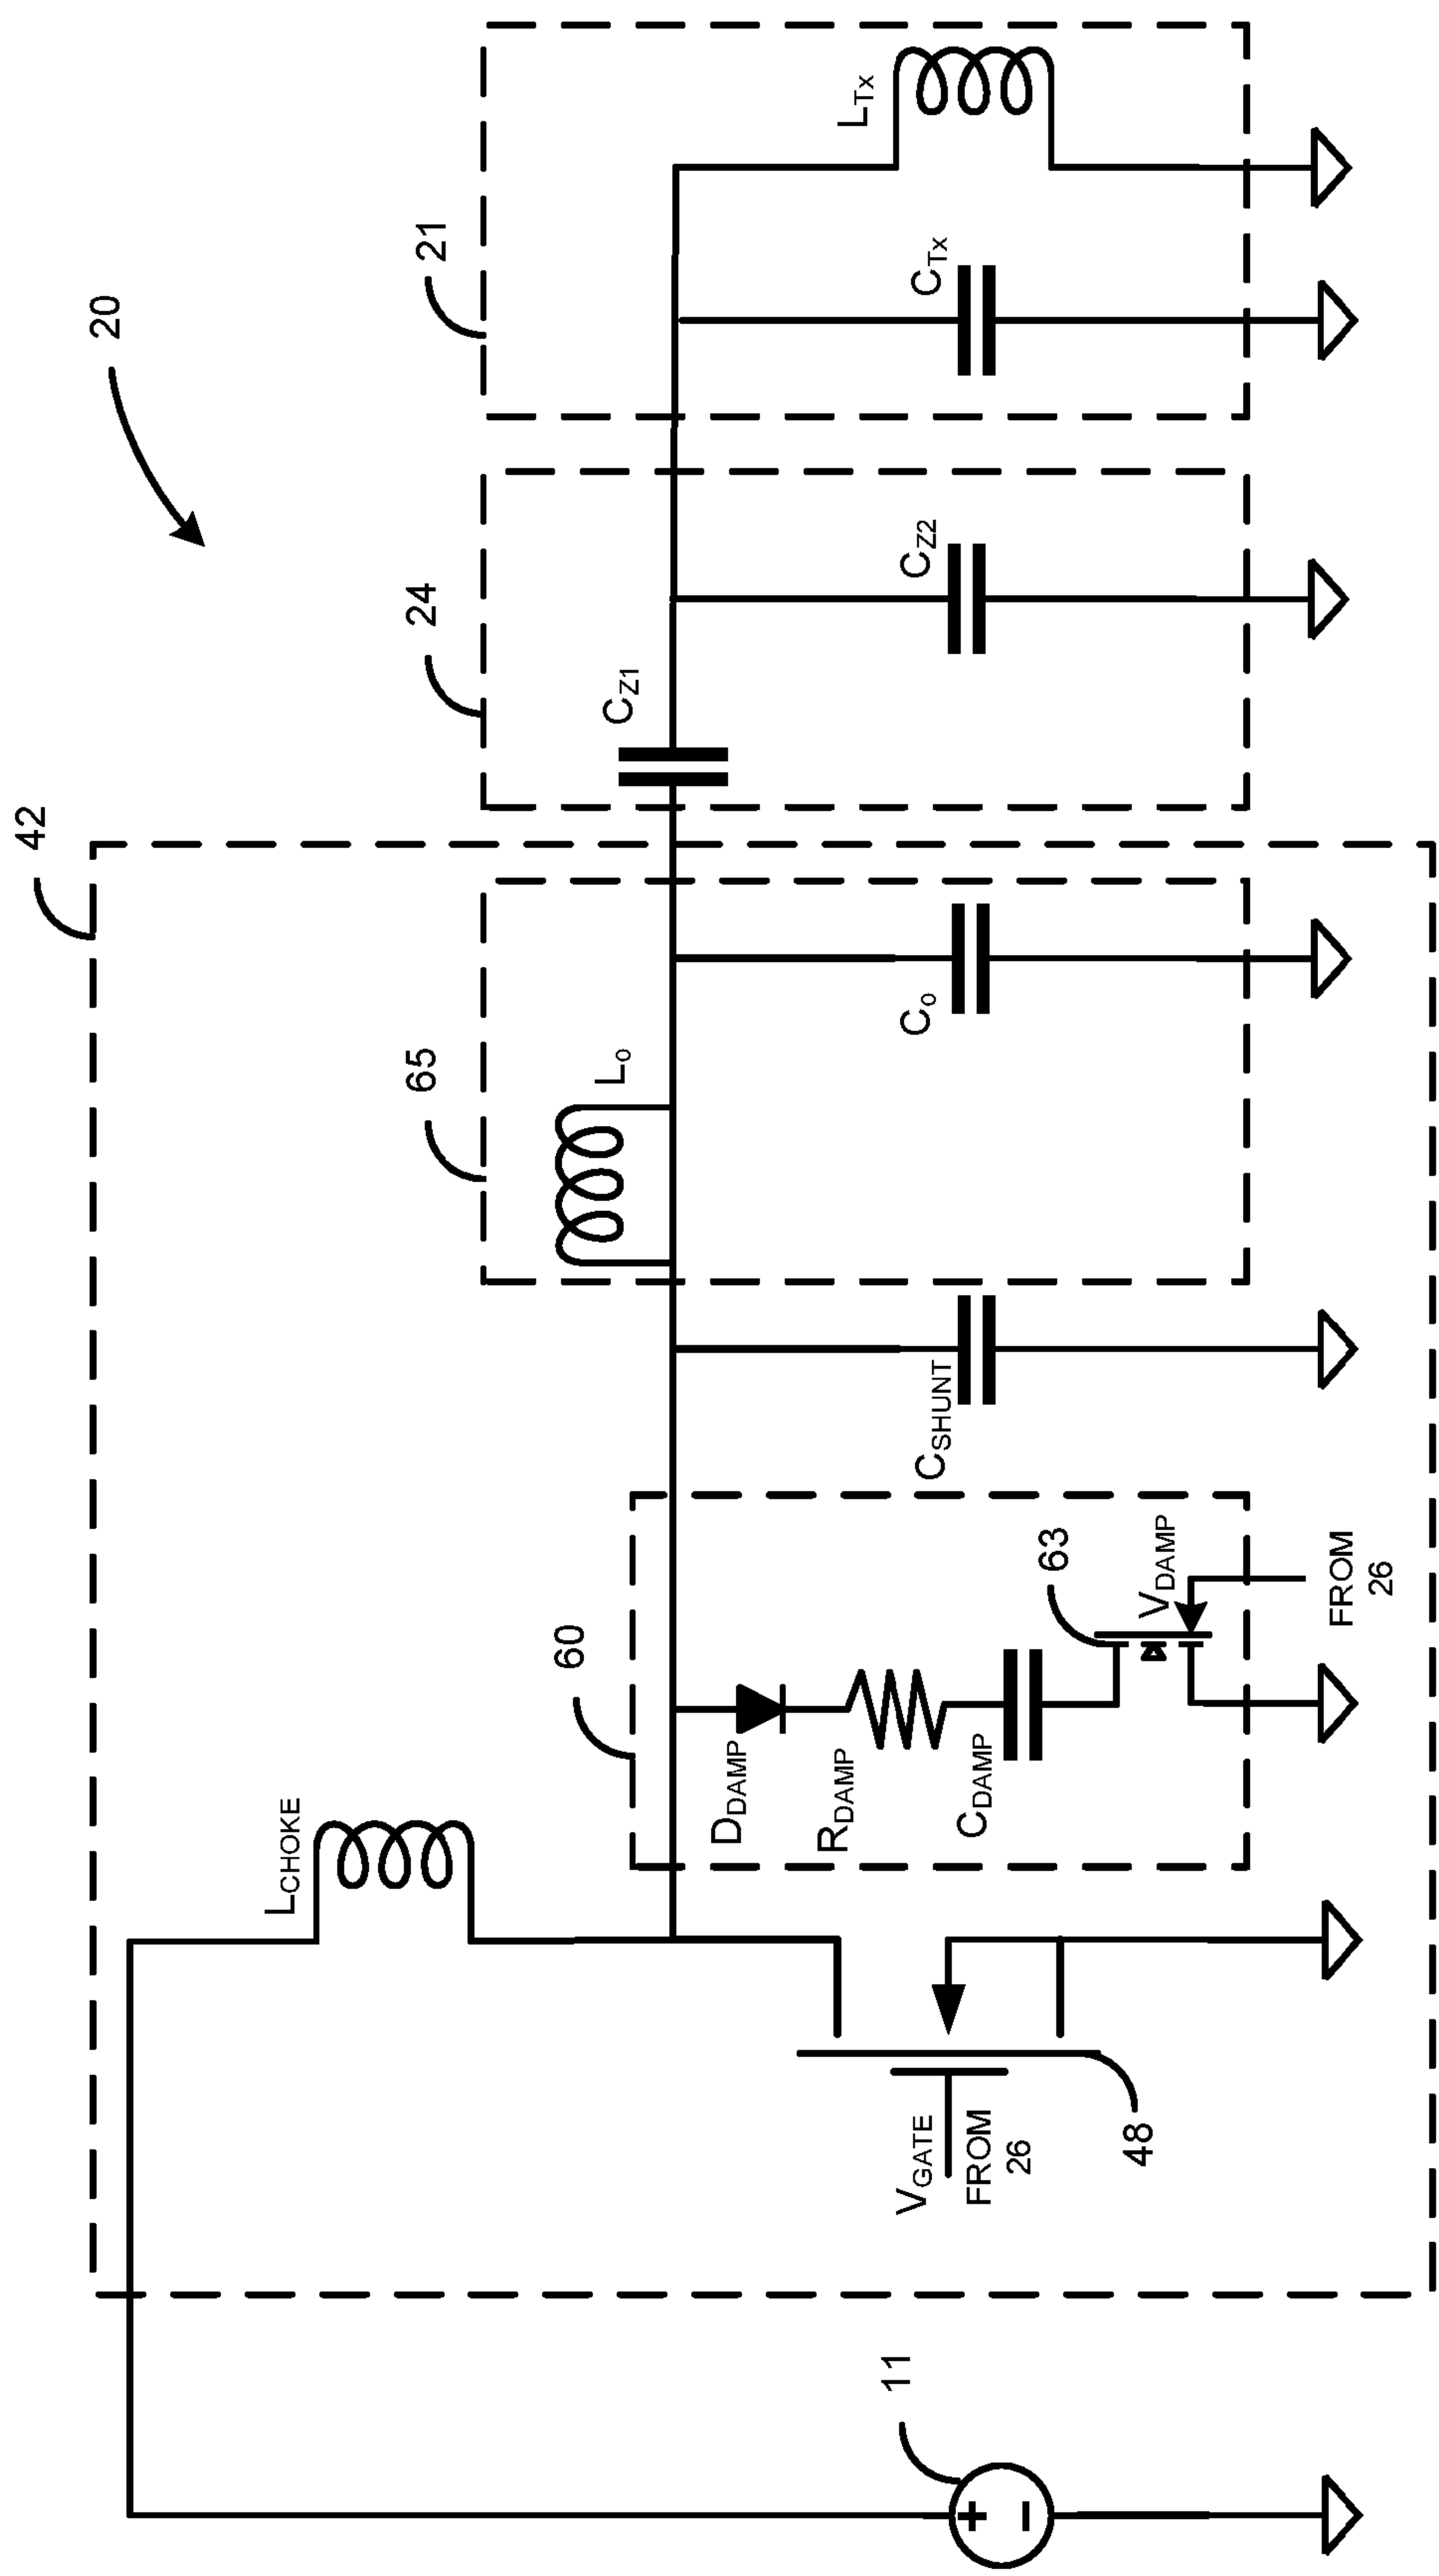 20
42
65
24
21
60
63
11
48
L_CHOKE
L_o
C_Z1
L_Tx
D_DAMP
R_DAMP
C_DAMP
V_DAMP
FROM
26
C_SHUNT
C_o
C_Z2
C_Tx
V_GATE
FROM
26
+
−